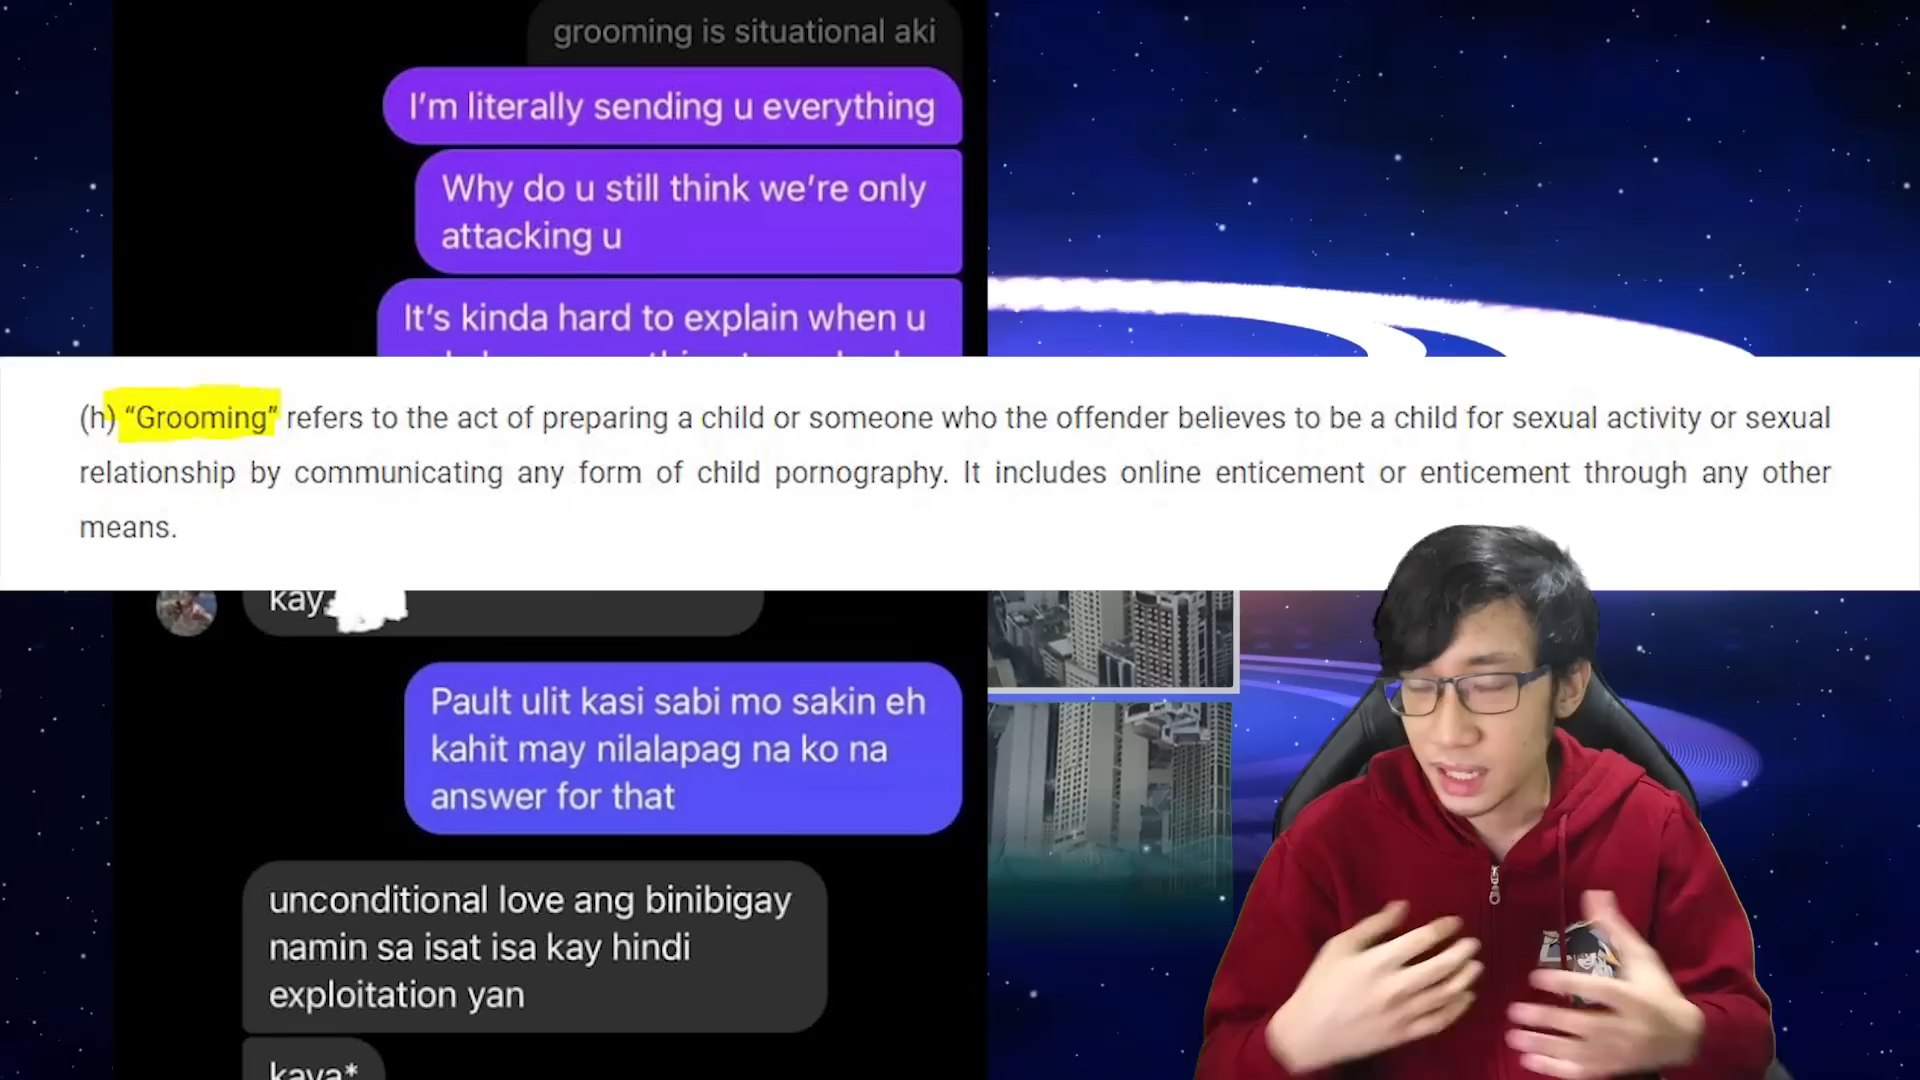 grooming is situational aki
I'm literally sending u everything
Why do u still think we're only
attacking u
It's kinda hard to explain when u
(h) “Grooming” refers to the act of preparing a child or someone who the offender believes to be a child for sexual activity or sexual
relationship by communicating any form of child pornography. It includes online enticement or enticement through any other
means.
kay
Pault ulit kasi sabi mo sakin eh
kahit may nilalapag na ko na
answer for that
unconditional love ang binibigay
namin sa isat isa kay hindi
exploitation yan
kaya*